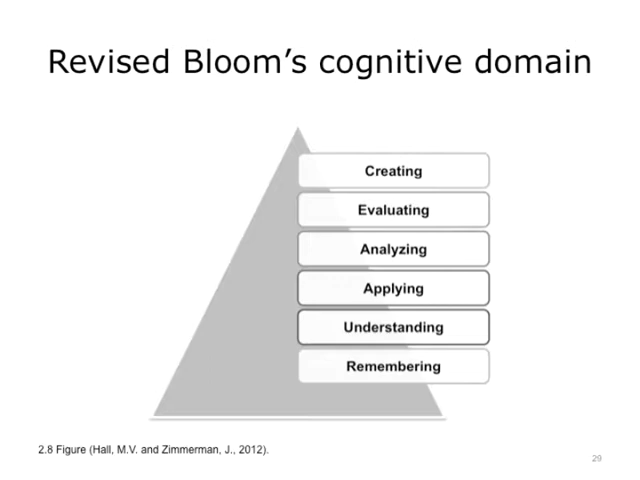 Revised Bloom's cognitive domain
Creating
Evaluating
Analyzing
Applying
Understanding
Remembering
2.8 Figure (Hall, M.V. and Zimmerman, J., 2012).
29